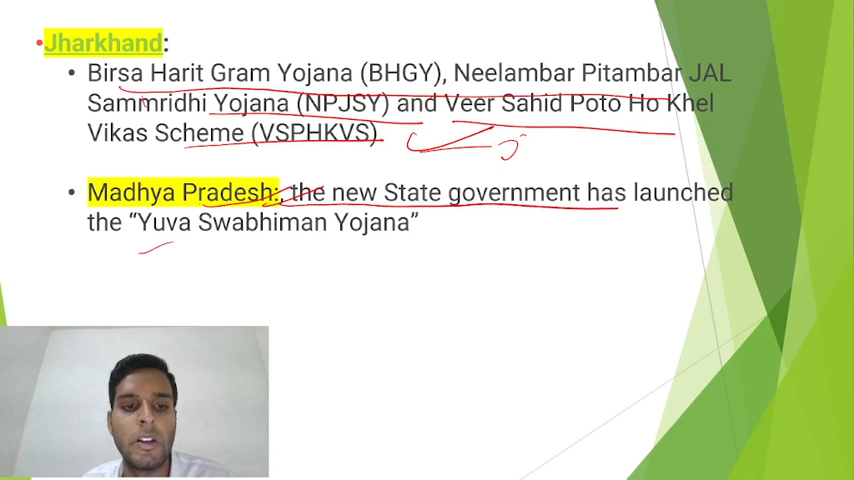 Jharkhand:
Birsa Harit Gram Yojana (BHGY), Neelambar Pitambar JAL
Sammridhi Yojana (NPJSY) and Veer Sahid Poto Ho Khel
Vikas Scheme (VSPHKVS)
Madhya Pradesh:, the new State government has launched
the “Yuva Swabhiman Yojana”